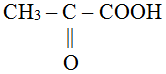 CH₃ – C – COOH
||
O